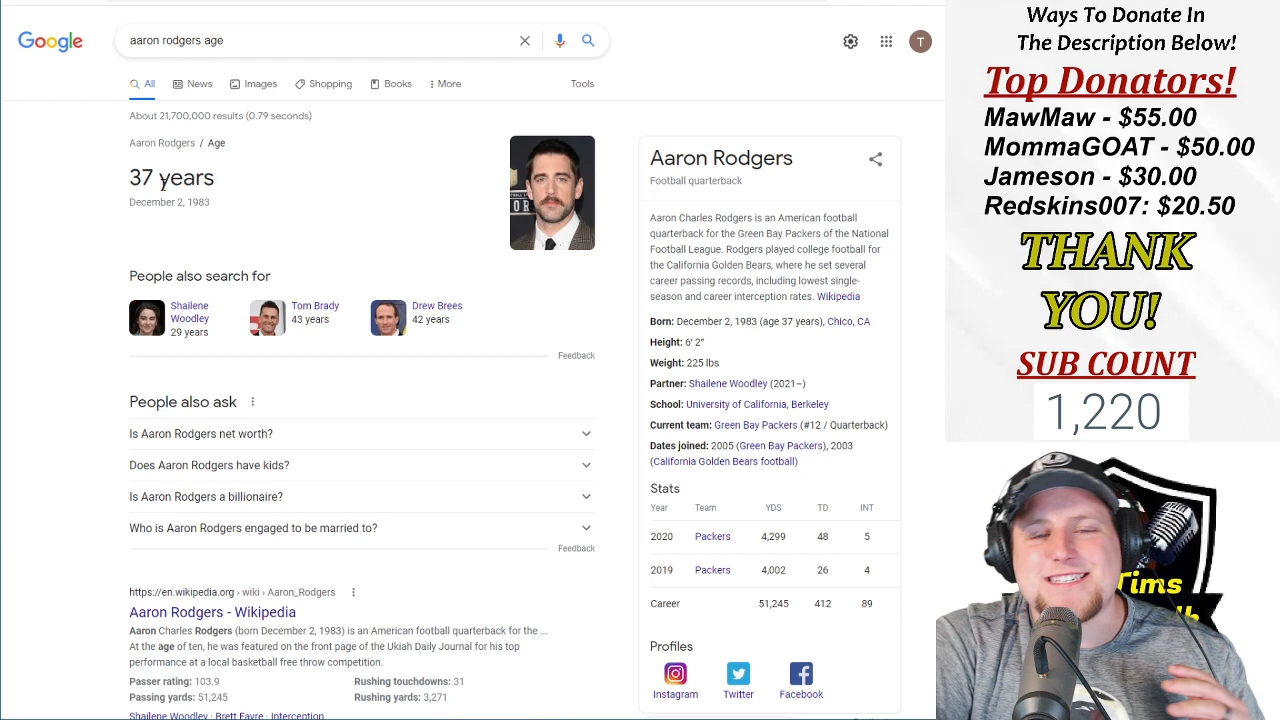 Google
aaron rodgers age
T
All
News
Images
Shopping
Books
More
Tools
About 21,700,000 results (0.79 seconds)
Aaron Rodgers / Age
37 years
December 2, 1983
People also search for
Shailene
Woodley
29 years
Tom Brady
43 years
Drew Brees
42 years
Feedback
People also ask
Is Aaron Rodgers net worth?
Does Aaron Rodgers have kids?
Is Aaron Rodgers a billionaire?
Who is Aaron Rodgers engaged to be married to?
Feedback
https://en.wikipedia.org › wiki › Aaron_Rodgers
Aaron Rodgers - Wikipedia
Aaron Charles Rodgers (born December 2, 1983) is an American football quarterback for the ...
At the age of ten, he was featured on the front page of the Ukiah Daily Journal for his top
performance at a local basketball free throw competition.
Passer rating: 103.9
Rushing touchdowns: 31
Passing yards: 51,245
Rushing yards: 3,271
Shailene Woodley · Brett Favre · Interception
Aaron Rodgers
Football quarterback
Aaron Charles Rodgers is an American football
quarterback for the Green Bay Packers of the National
Football League. Rodgers played college football for
the California Golden Bears, where he set several
career passing records, including lowest single-
season and career interception rates. Wikipedia
Born: December 2, 1983 (age 37 years), Chico, CA
Height: 6′ 2″
Weight: 225 lbs
Partner: Shailene Woodley (2021–)
School: University of California, Berkeley
Current team: Green Bay Packers (#12 / Quarterback)
Dates joined: 2005 (Green Bay Packers), 2003
(California Golden Bears football)
Stats
Year Team YDS TD INT
2020 Packers 4,299 48 5
2019 Packers 4,002 26 4
Career 51,245 412 89
Profiles
Instagram
Twitter
Facebook
Ways To Donate In
The Description Below!
Top Donators!
MawMaw - $55.00
MommaGOAT - $50.00
Jameson - $30.00
Redskins007: $20.50
THANK
YOU!
SUB COUNT
1,220
Tims